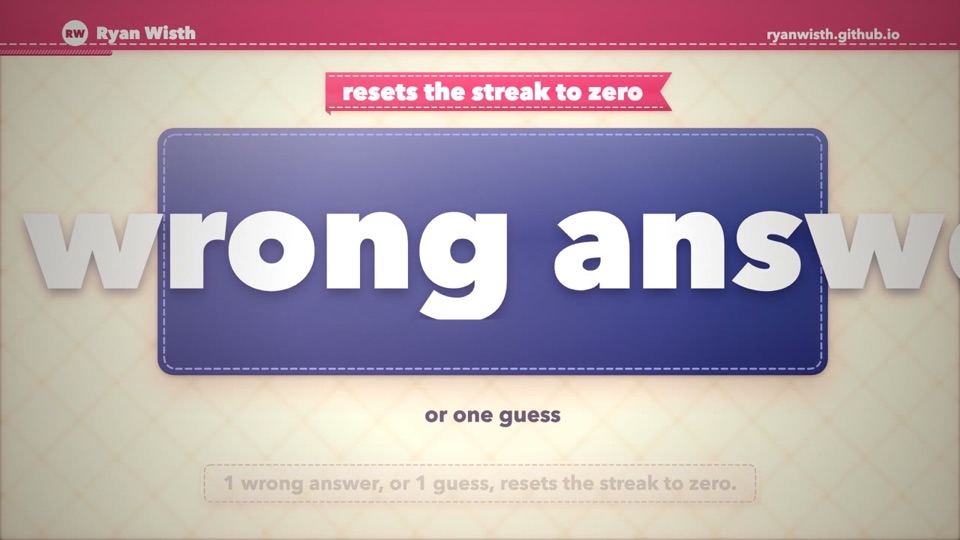 RW Ryan Wisth
ryanwisth.github.io
resets the streak to zero
wrong answe
or one guess
1 wrong answer, or 1 guess, resets the streak to zero.